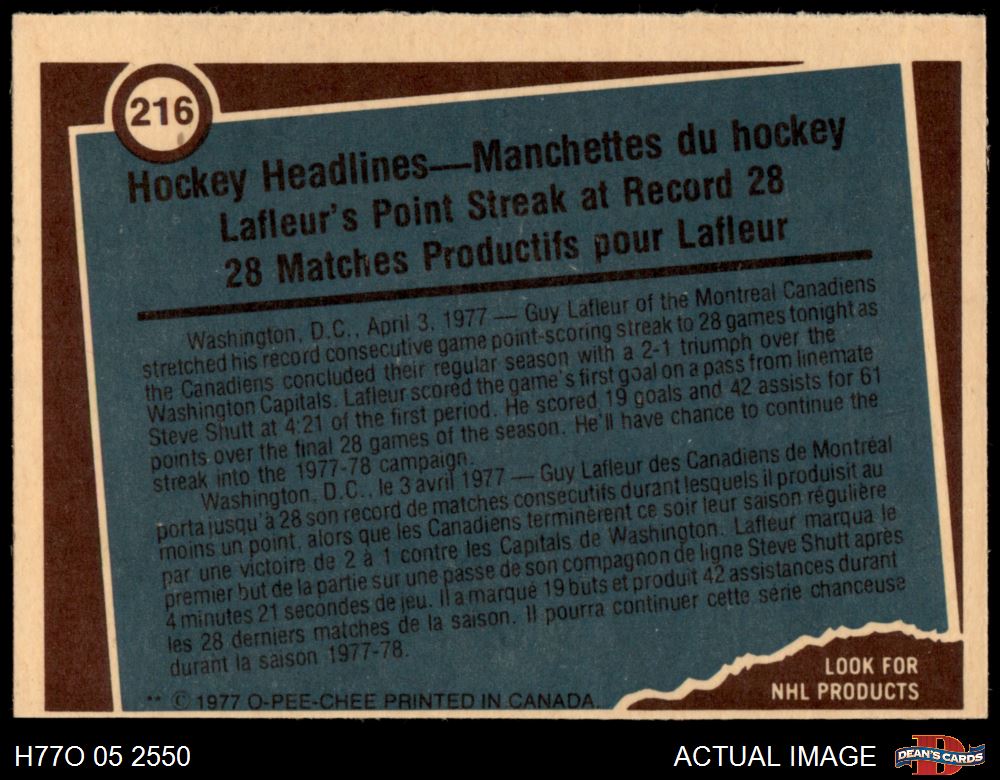 216
Hockey Headlines—Manchettes du hockey
Lafleur's Point Streak at Record 28
28 Matches Productifs pour Lafleur
Washington, D.C., April 3, 1977 — Guy Lafleur of the Montreal Canadiens
stretched his record consecutive game point-scoring streak to 28 games tonight as
the Canadiens concluded their regular season with a 2-1 triumph over the
Washington Capitals. Lafleur scored the game's first goal on a pass from linemate
Steve Shutt at 4:21 of the first period. He scored 19 goals and 42 assists for 61
points over the final 28 games of the season. He'll have chance to continue the
streak into the 1977-78 campaign.
Washington, D.C., le 3 avril 1977 — Guy Lafleur des Canadiens de Montréal
porta jusqu'à 28 son record de matches consecutifs durant lesquels il produisit au
moins un point, alors que les Canadiens terminèrent ce soir leur saison régulière
par une victoire de 2 à 1 contre les Capitals de Washington. Lafleur marqua le
premier but de la partie sur une passe de son compagnon de ligne Steve Shutt après
4 minutes 21 secondes de jeu. Il a marqué 19 buts et produit 42 assistances durant
les 28 derniers matches de la saison. Il pourra continuer cette série chanceuse
durant la saison 1977-78.
** © 1977 O-PEE-CHEE PRINTED IN CANADA.
LOOK FOR
NHL PRODUCTS
H77O 05 2550
ACTUAL IMAGE
DEAN'S CARDS